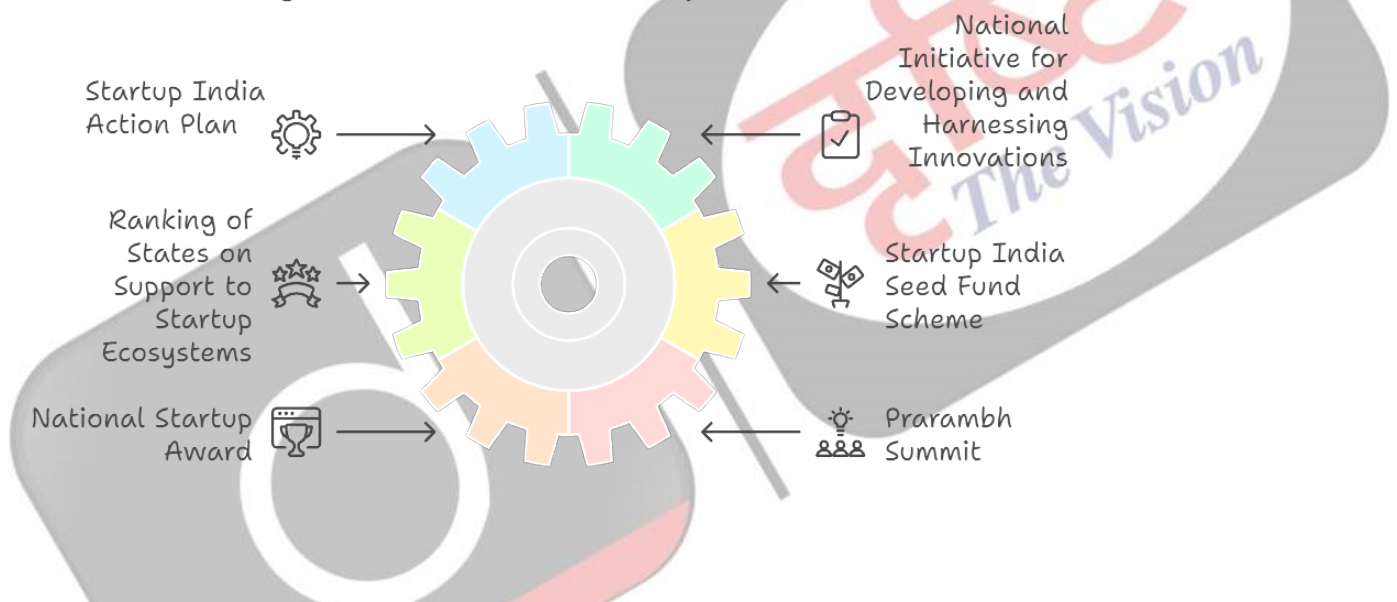 Startup India
Action Plan
Ranking of
States on
Support to
Startup
Ecosystems
National Startup
Award
National
Initiative for
Developing and
Harnessing
Innovations
Startup India
Seed Fund
Scheme
Prarambh
Summit
The Vision